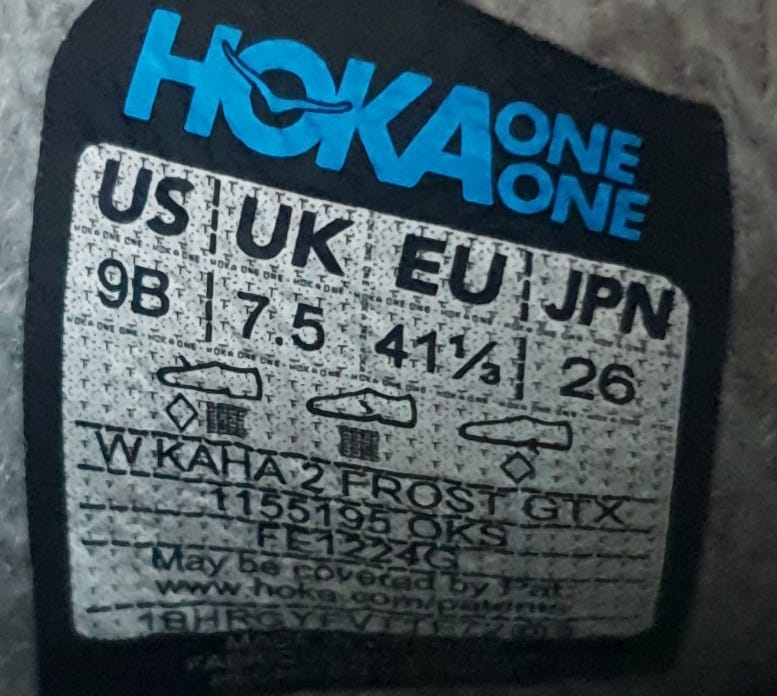 HOKA ONE ONE
US UK EU JPN
9B 7.5 41⅓ 26
W KAHA 2 FROST GTX
1155195 OKS
FE1224G
May be covered by Pat
www.hoka.com/patents